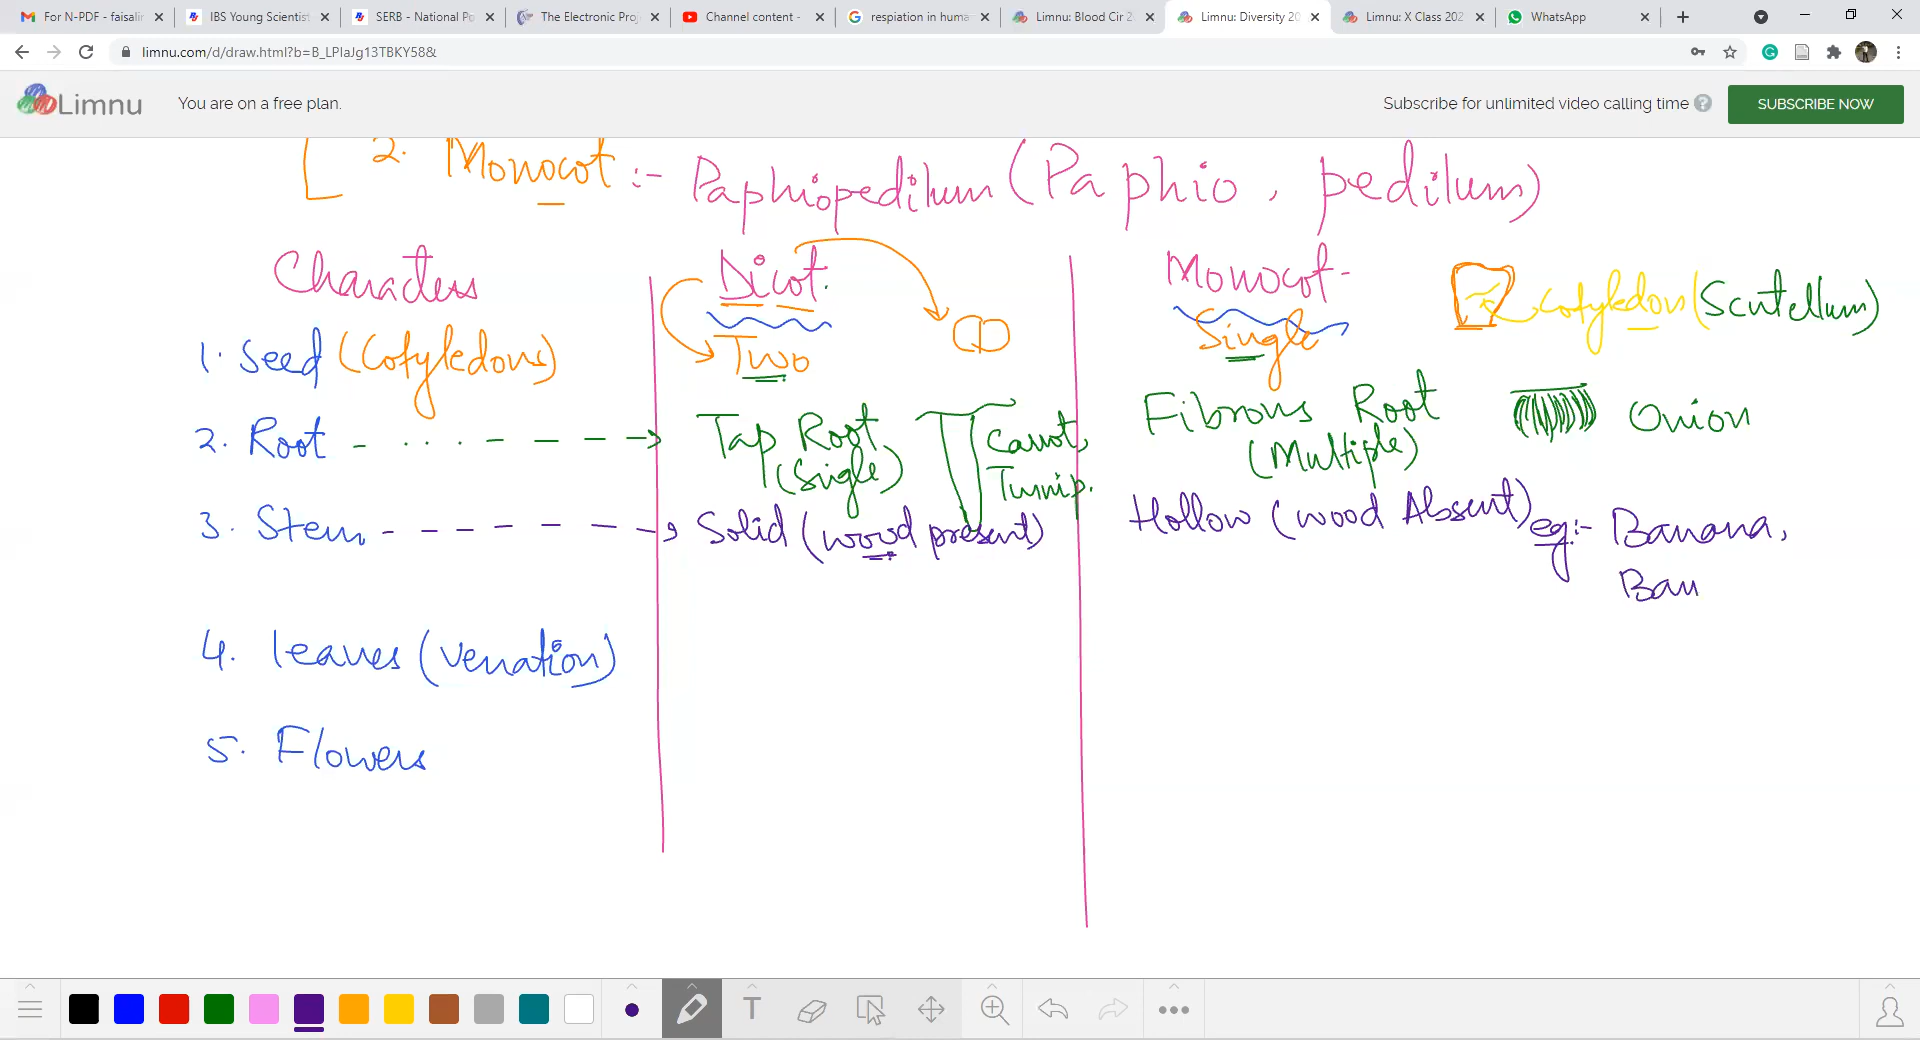 For N-PDF - faisalin
IBS Young Scientist
SERB - National Po
The Electronic Proj
Channel content -
respiation in huma
Limnu: Blood Cir 2
Limnu: Diversity 20
Limnu: X Class 202
WhatsApp
limnu.com/d/draw.html?b=B_LPIaJg13TBKY58&
Limnu You are on a free plan. Subscribe for unlimited video calling time ? SUBSCRIBE NOW
2. Monocot :- Paphiopedilum (Paphio, pedilum)
Characters Dicot. Monocot-
Cotyledon (Scutellum)
1. Seed (Cotyledons) Two Single
2. Root Tap Root (Single) Carrot, Turnip. Fibrous Root (Multiple) Onion
3. Stem Solid (wood present) Hollow (wood Absent) eg:- Banana,
Bam
4. leaves (venation)
5. Flowers
T